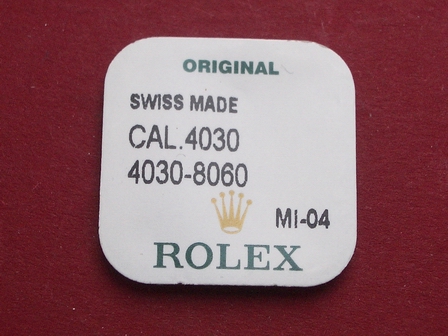 ORIGINAL
SWISS MADE
CAL.4030
4030-8060
MI-04
ROLEX